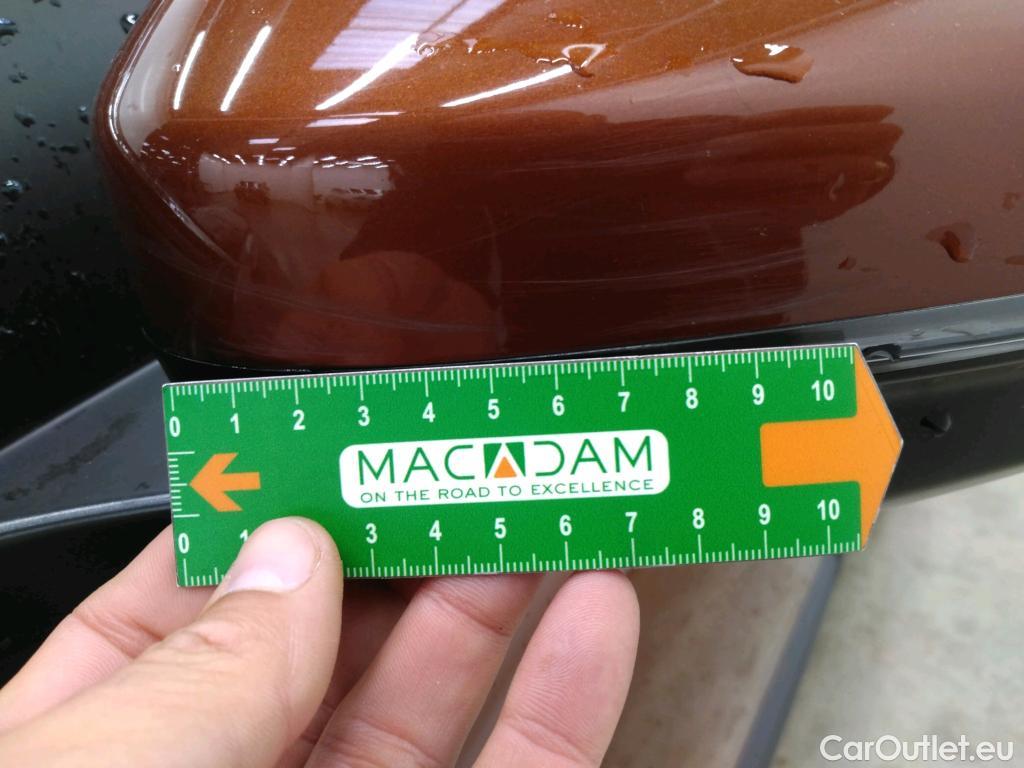 0 1 2 3 4 5 6 7 8 9 10
MACADAM
ON THE ROAD TO EXCELLENCE
0 1 3 4 5 6 7 8 9 10
CarOutlet.eu